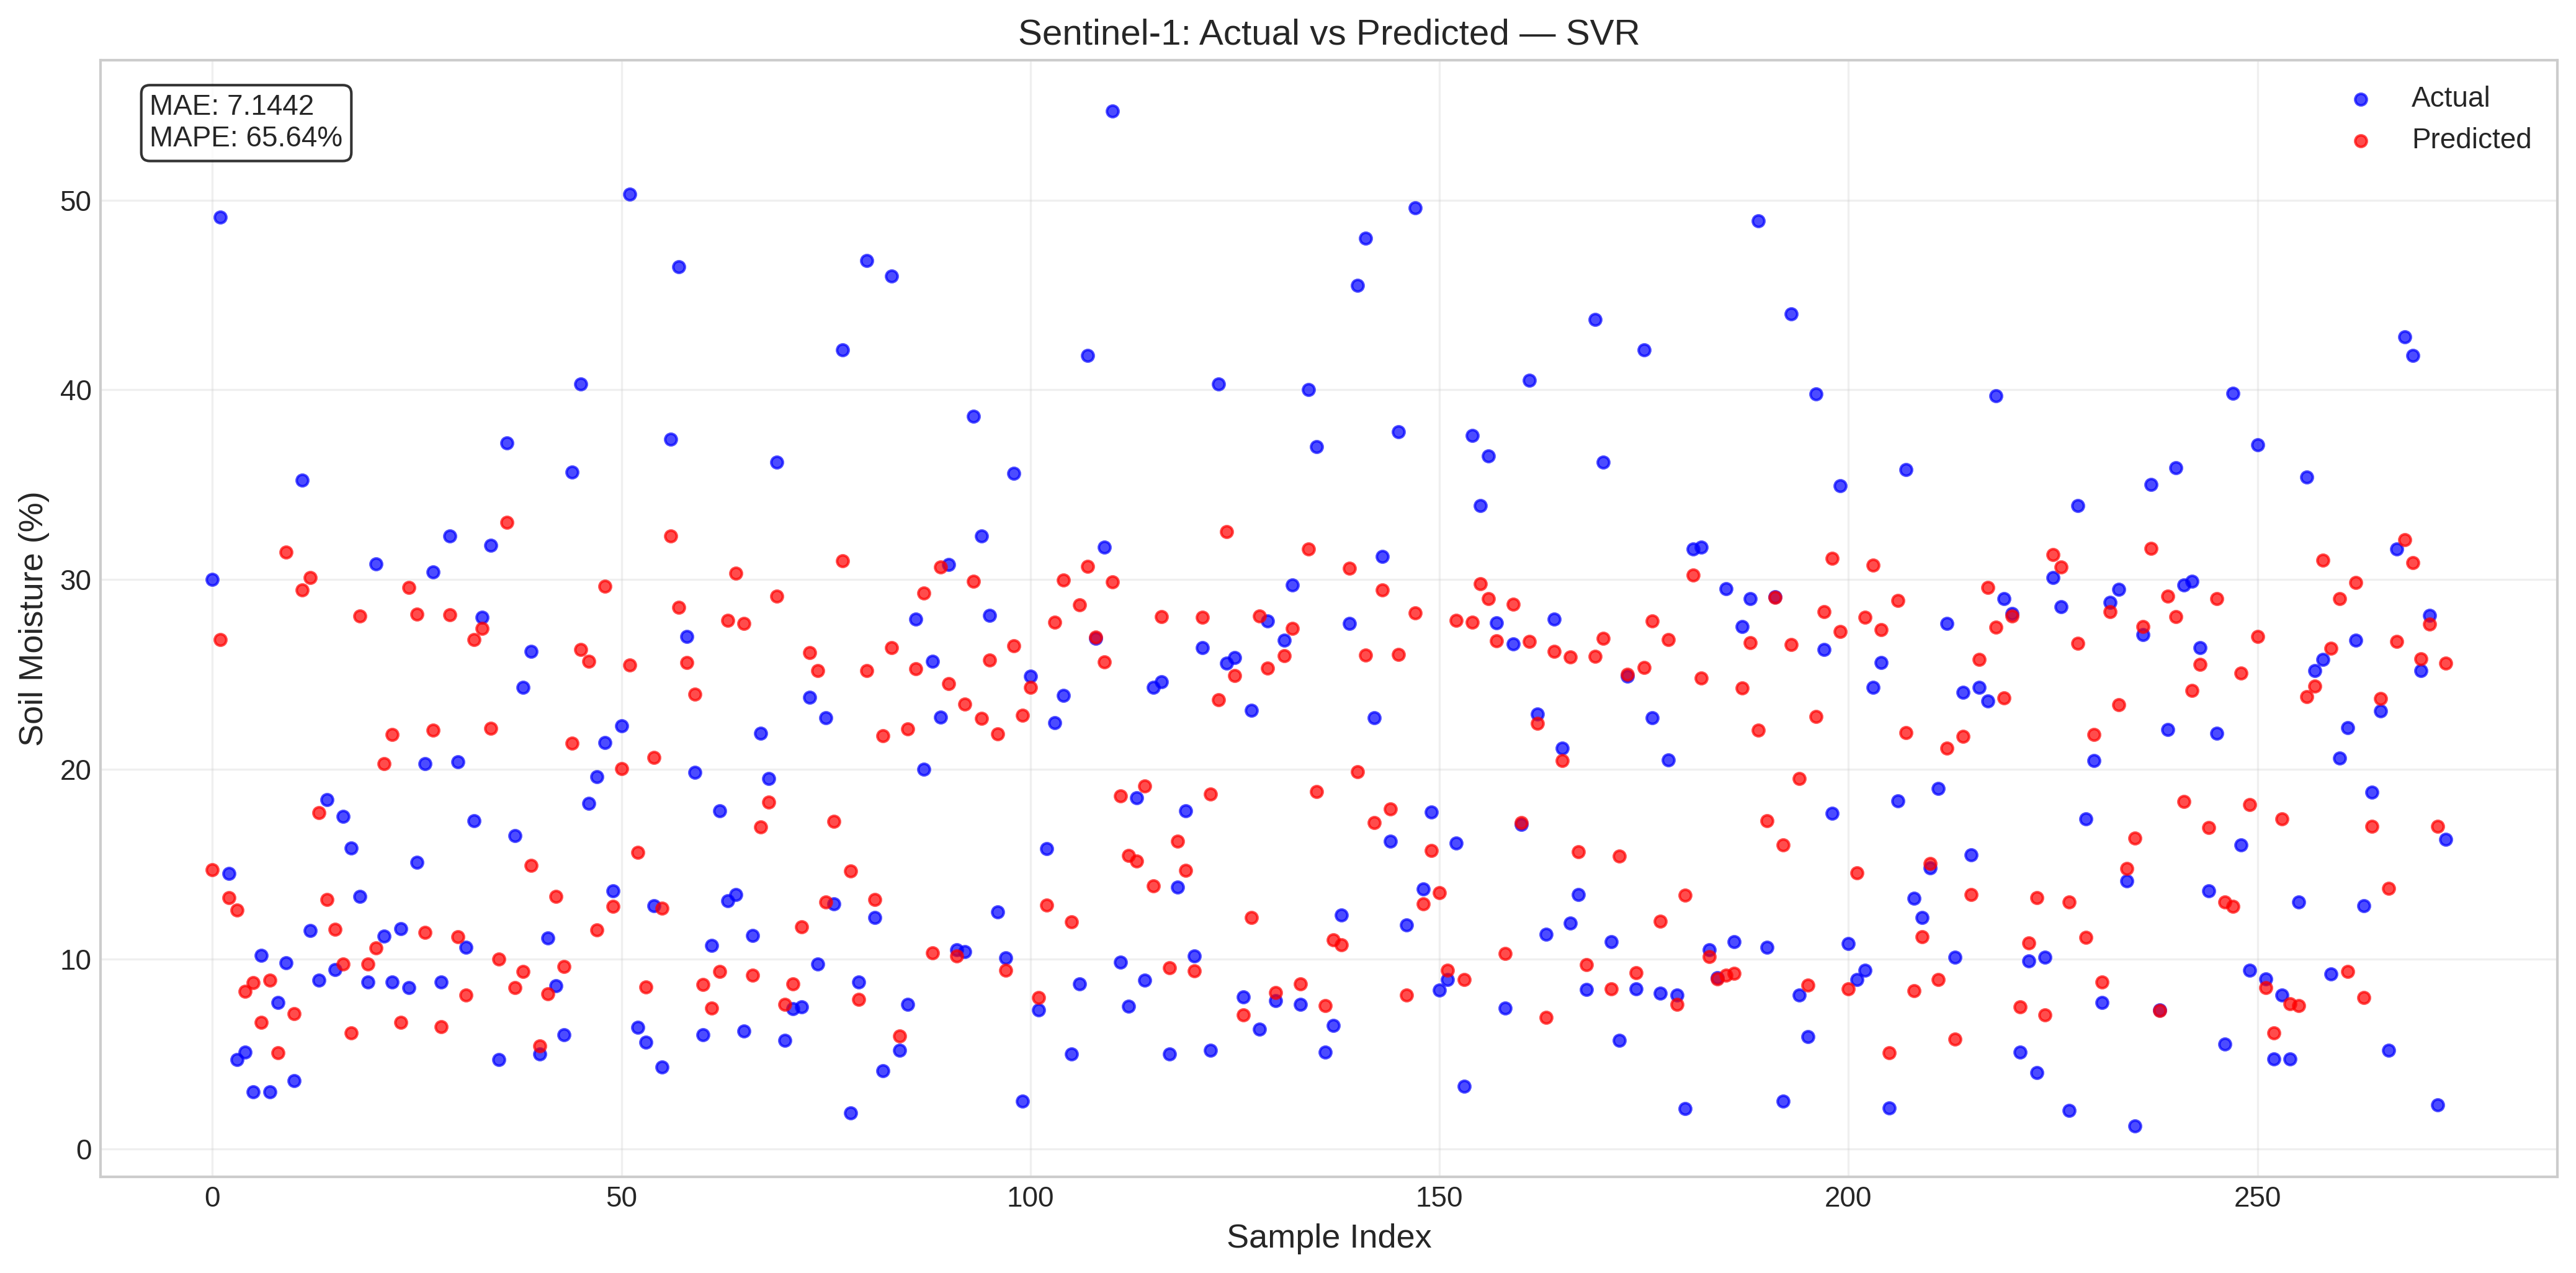 Sentinel-1: Actual vs Predicted — SVR
MAE: 7.1442
MAPE: 65.64%
Actual
Predicted
Soil Moisture (%)
50
40
30
20
10
0
0
50
100
150
200
250
Sample Index